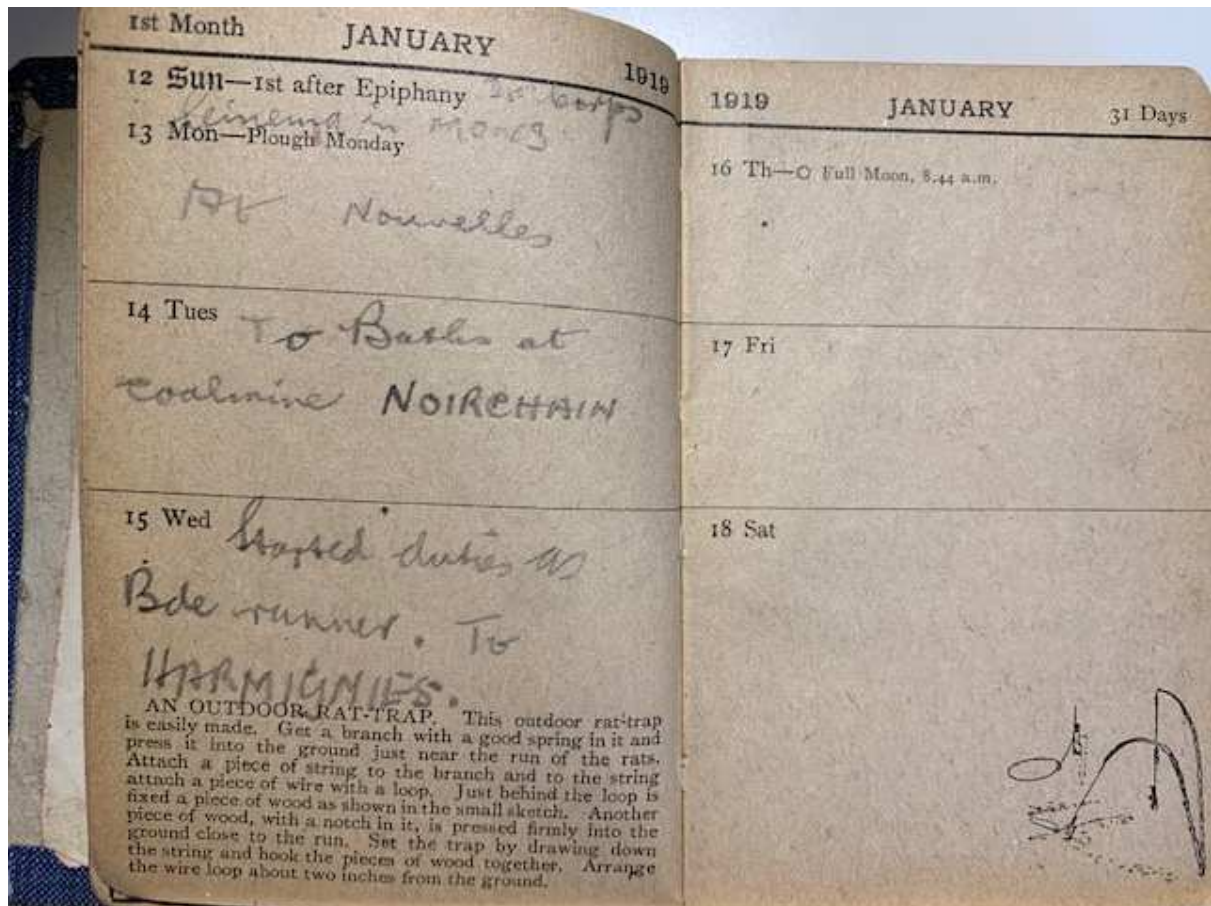 1st Month JANUARY 1919
12 Sun—1st after Epiphany To Corps
Cinema in Mons
13 Mon—Plough Monday
At Nouvelles
14 Tues To Baths at
coalmine NOIRCHAIN
15 Wed Started duties as
Bde runner. To
HARMIGNIES.
AN OUTDOOR RAT-TRAP. This outdoor rat-trap
is easily made. Get a branch with a good spring in it and
press it into the ground just near the run of the rats.
Attach a piece of string to the branch and to the string
attach a piece of wire with a loop. Just behind the loop is
fixed a piece of wood as shown in the small sketch. Another
piece of wood, with a notch in it, is pressed firmly into the
ground close to the run. Set the trap by drawing down
the string and hook the pieces of wood together. Arrange
the wire loop about two inches from the ground.
1919 JANUARY 31 Days
16 Th—O Full Moon, 8.44 a.m.
17 Fri
18 Sat